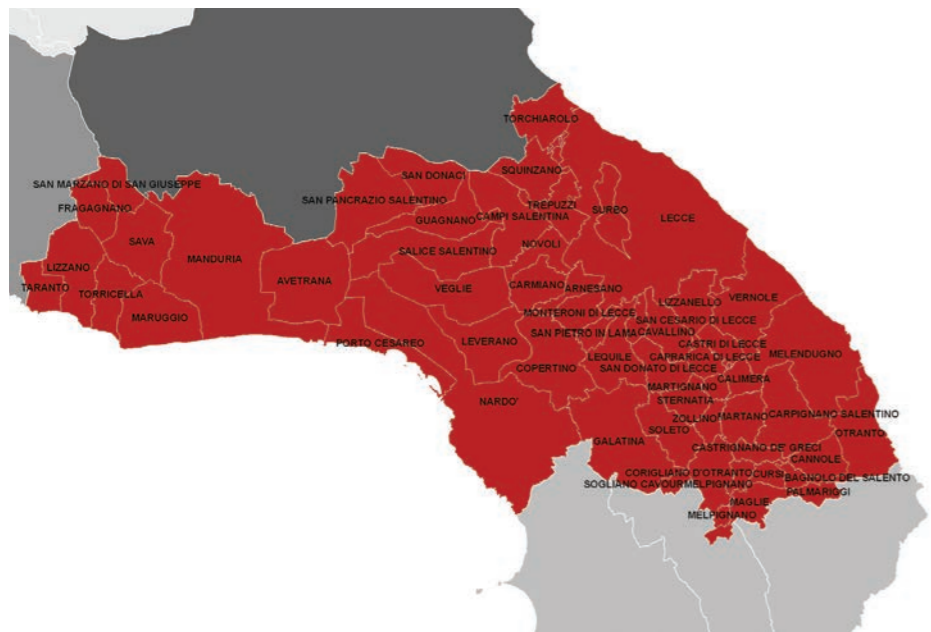 TORCHIAROLO
SQUINZANO
SAN DONACI
SAN MARZANO DI SAN GIUSEPPE
SAN PANCRAZIO SALENTINO
TREPUZZI
FRAGAGNANO
SURBO
GUAGNANO
CAMPI SALENTINA
LECCE
SAVA
NOVOLI
SALICE SALENTINO
MANDURIA
LIZZANO
AVETRANA
TARANTO
VEGLIE
CARMIANO
ARNESANO
TORRICELLA
VERNOLE
LIZZANELLO
MONTERONI DI LECCE
MARUGGIO
SAN CESARIO DI LECCE
SAN PIETRO IN LAMA
CAVALLINO
PORTO CESAREO
LEVERANO
CASTRI DI LECCE
MELENDUGNO
LEQUILE
CAPRARICA DI LECCE
COPERTINO
SAN DONATO DI LECCE
CALIMERA
MARTIGNANO
NARDO'
STERNATIA
ZOLLINO
MARTANO
CARPIGNANO SALENTINO
SOLETO
OTRANTO
GALATINA
CASTRIGNANO DE' GRECI
CANNOLE
CORIGLIANO D'OTRANTO
CURSI
BAGNOLO DEL SALENTO
SOGLIANO CAVOUR
MELPIGNANO
PALMARIGGI
MAGLIE
MELPIGNANO